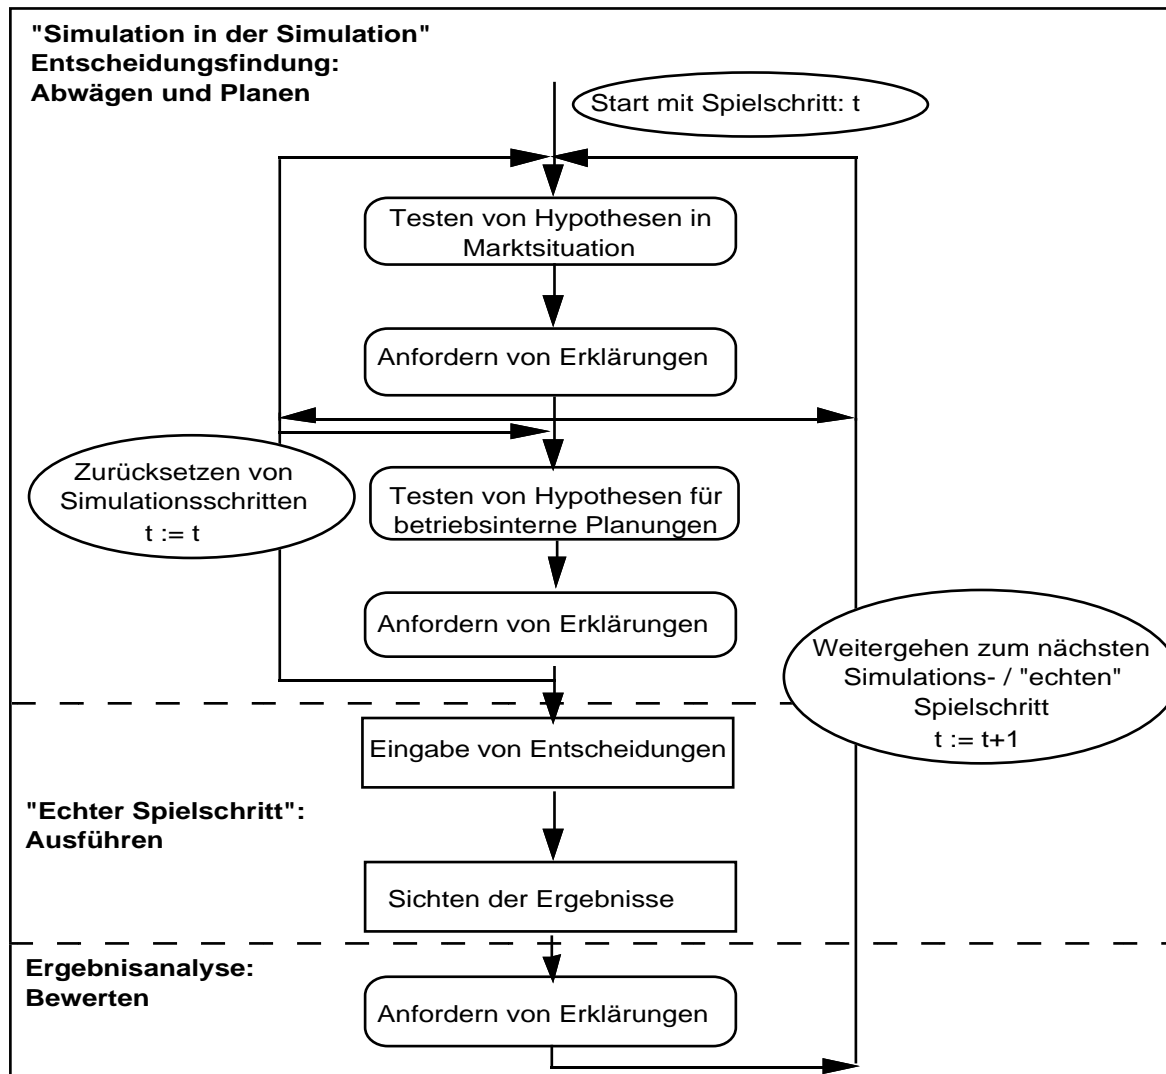 "Simulation in der Simulation"
Entscheidungsfindung:
Abwägen und Planen
Start mit Spielschritt: t
Testen von Hypothesen in
Marktsituation
Anfordern von Erklärungen
Zurücksetzen von
Simulationsschritten
t := t
Testen von Hypothesen für
betriebsinterne Planungen
Anfordern von Erklärungen
Weitergehen zum nächsten
Simulations- / "echten"
Spielschritt
t := t+1
Eingabe von Entscheidungen
"Echter Spielschritt":
Ausführen
Sichten der Ergebnisse
Ergebnisanalyse:
Bewerten
Anfordern von Erklärungen